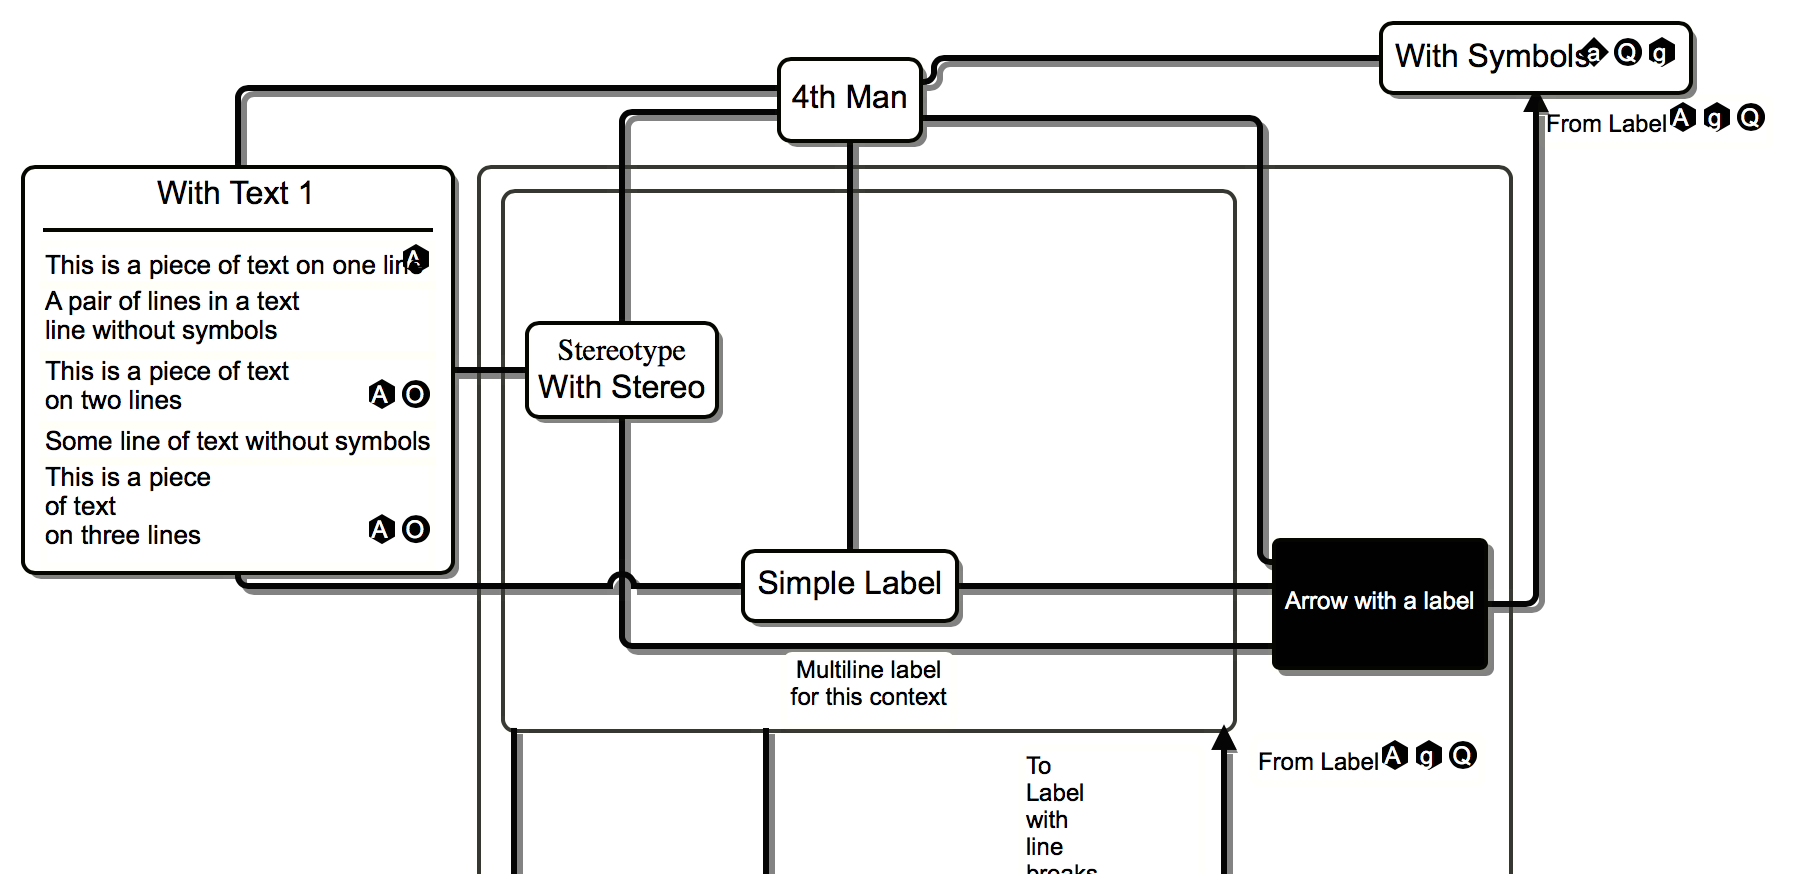 With Symbols a Q g
4th Man
From Label A g Q
With Text 1
This is a piece of text on one line A
A pair of lines in a text
line without symbols
This is a piece of text
on two lines A O
Some line of text without symbols
This is a piece
of text
on three lines A O
Stereotype
With Stereo
Simple Label
Arrow with a label
Multiline label
for this context
From Label A g Q
To
Label
with
line
breaks